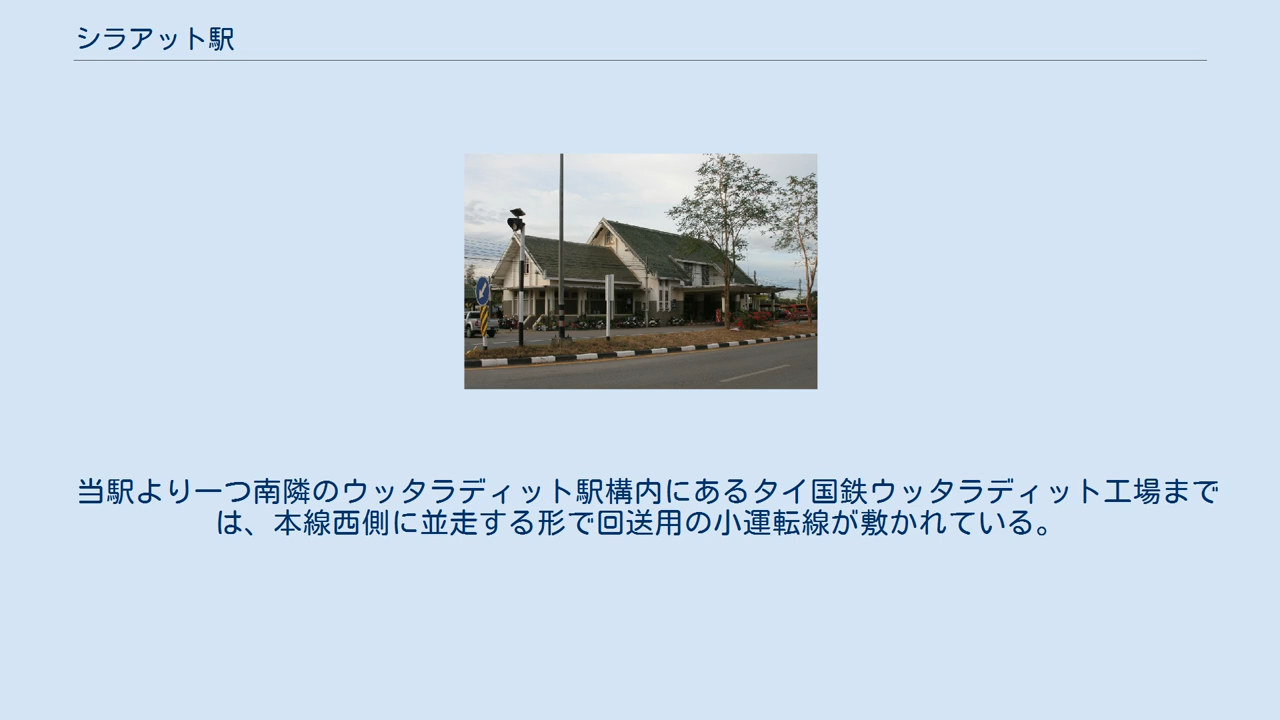 シラアット駅
当駅より一つ南隣のウッタラディット駅構内にあるタイ国鉄ウッタラディット工場まで
は、本線西側に並走する形で回送用の小運転線が敷かれている。